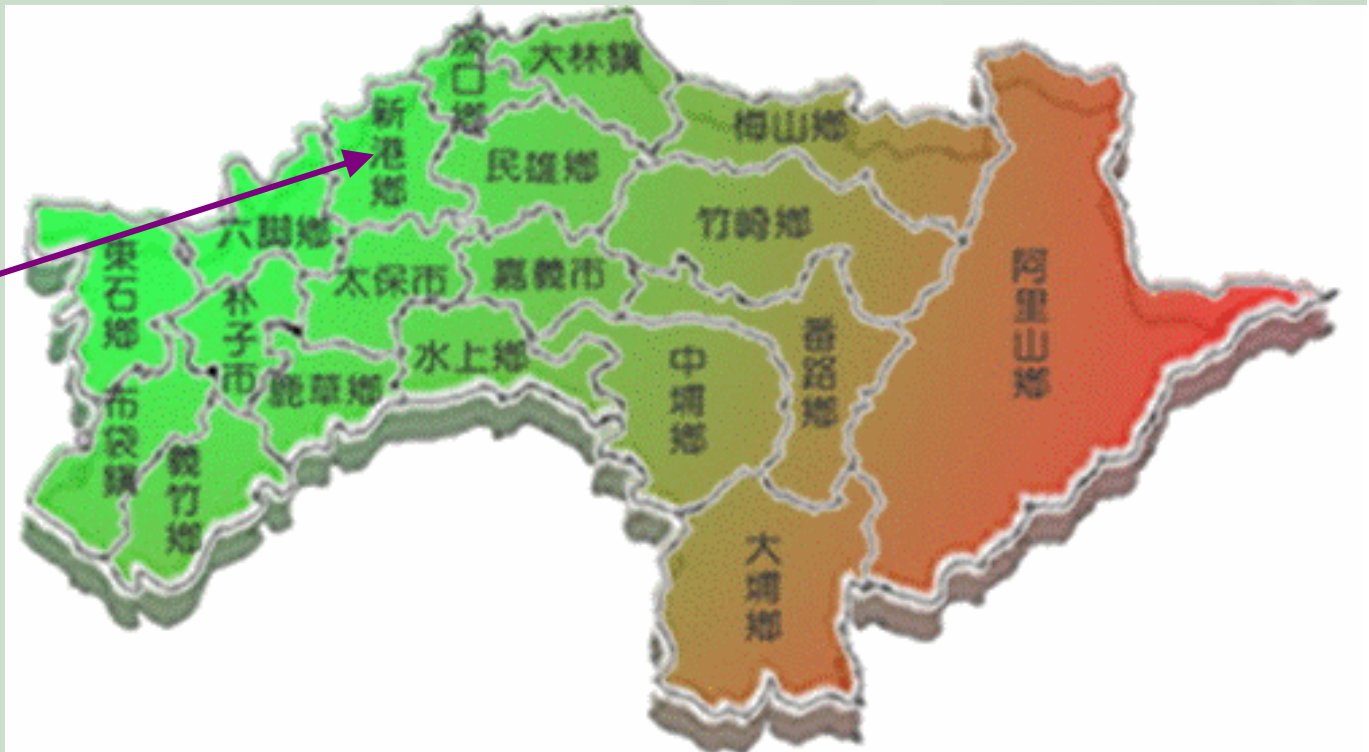 溪口鄉
大林鎮
新港鄉
梅山鄉
民雄鄉
六腳鄉
竹崎鄉
東石鄉
太保市
嘉義市
朴子市
阿里山鄉
水上鄉
番路鄉
中埔鄉
鹿草鄉
布袋鎮
義竹鄉
大埔鄉